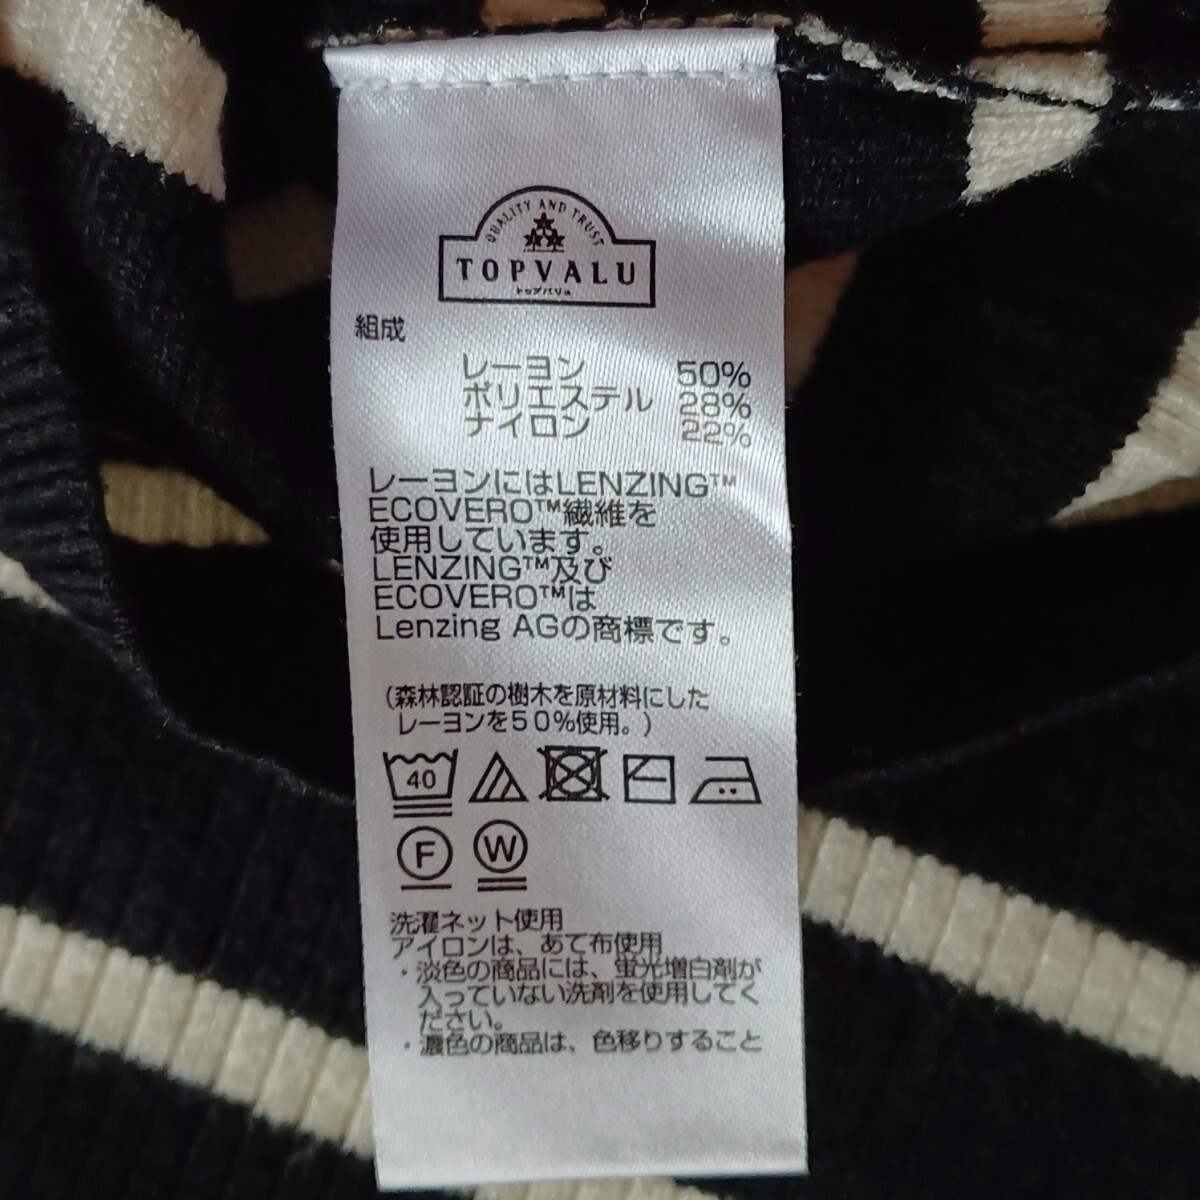 QUALITY AND TRUST
TOPVALU
トップバリュ
組成
レーヨン 50%
ポリエステル 28%
ナイロン 22%
レーヨンにはLENZING™
ECOVERO™繊維を
使用しています。
LENZING™及び
ECOVERO™は
Lenzing AGの商標です。
（森林認証の樹木を原材料にした
レーヨンを50%使用。）
40
F W
洗濯ネット使用
アイロンは、あて布使用
・淡色の商品には、蛍光増白剤が
入っていない洗剤を使用してく
ださい。
・濃色の商品は、色移りすること